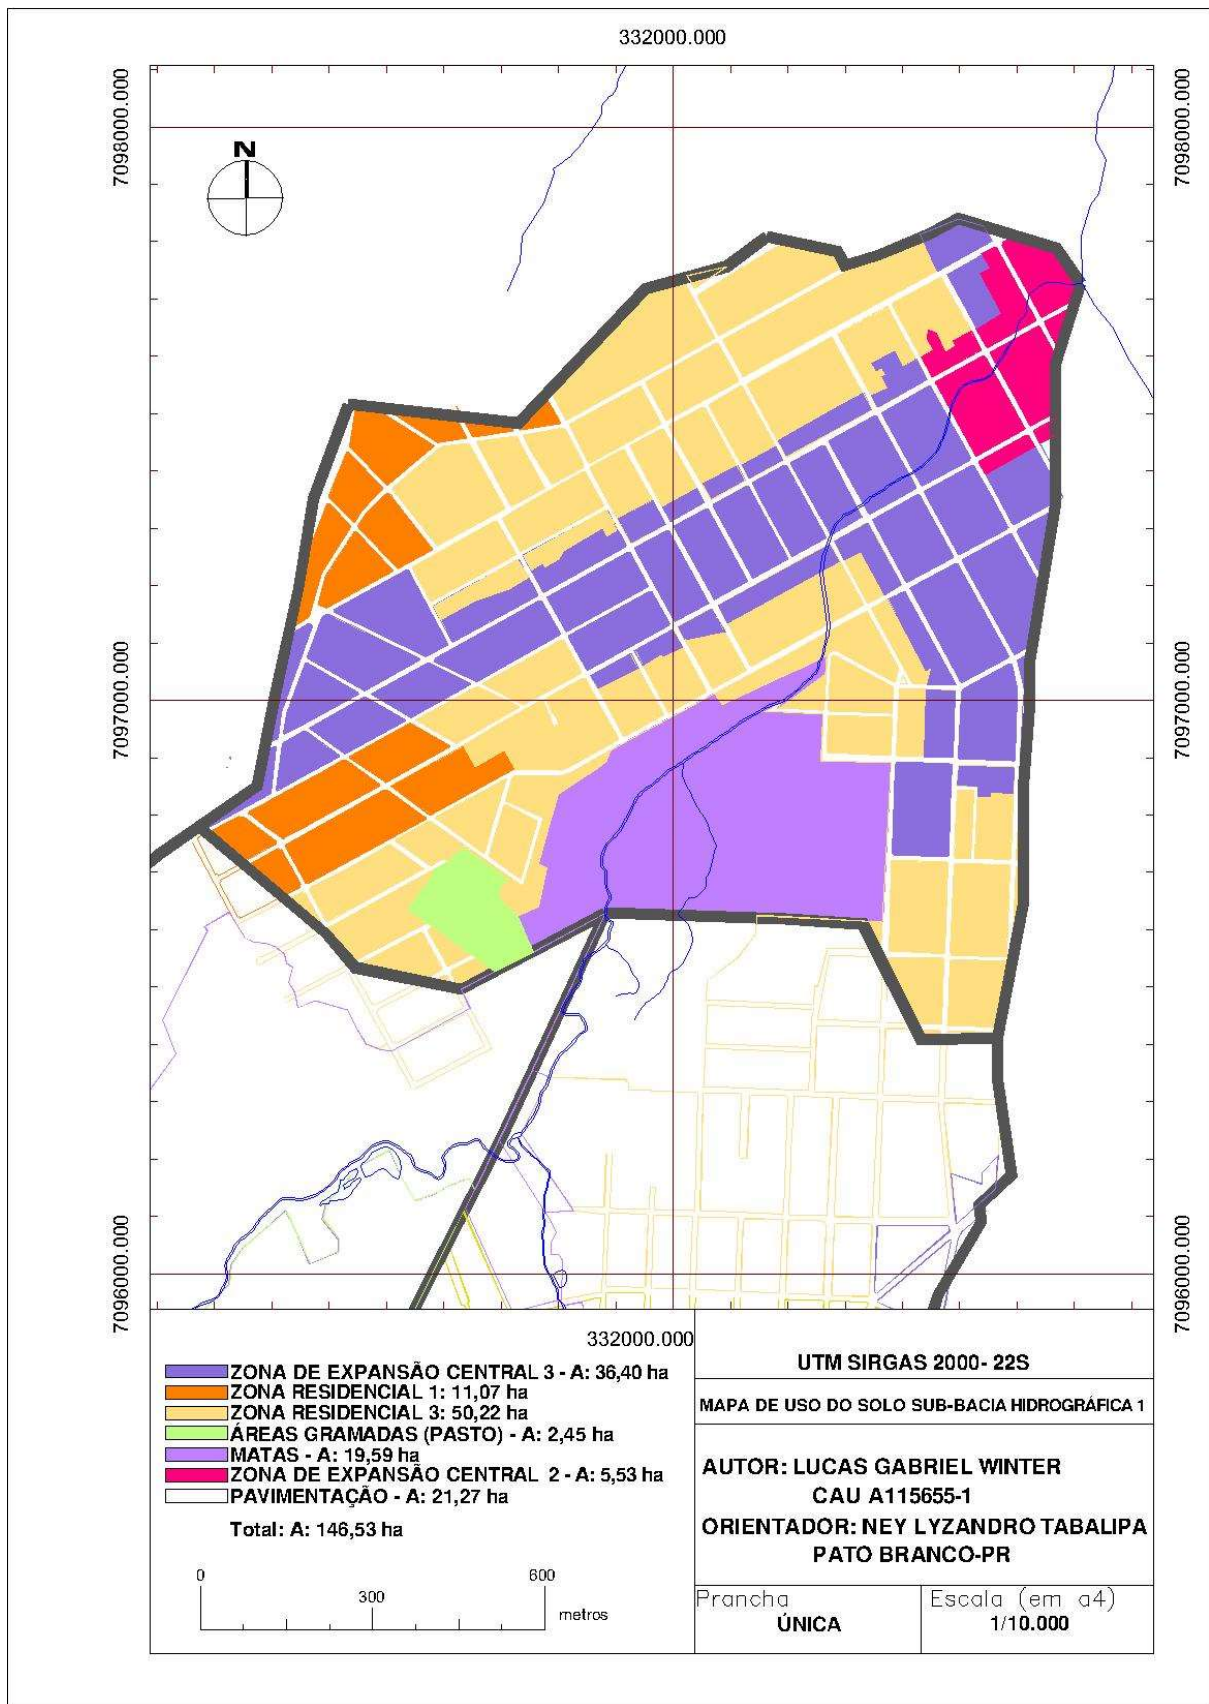 332000.000
7098000.000
7098000.000
N
7097000.000
7097000.000
7096000.000
7096000.000
332000.000
ZONA DE EXPANSÃO CENTRAL 3 - A: 36,40 ha
ZONA RESIDENCIAL 1: 11,07 ha
ZONA RESIDENCIAL 3: 50,22 ha
ÁREAS GRAMADAS (PASTO) - A: 2,45 ha
MATAS - A: 19,59 ha
ZONA DE EXPANSÃO CENTRAL 2 - A: 5,53 ha
PAVIMENTAÇÃO - A: 21,27 ha
Total: A: 146,53 ha
0
600
300
metros
UTM SIRGAS 2000- 22S
MAPA DE USO DO SOLO SUB-BACIA HIDROGRÁFICA 1
AUTOR: LUCAS GABRIEL WINTER
CAU A115655-1
ORIENTADOR: NEY LYZANDRO TABALIPA
PATO BRANCO-PR
Prancha
ÚNICA
Escala (em a4)
1/10.000